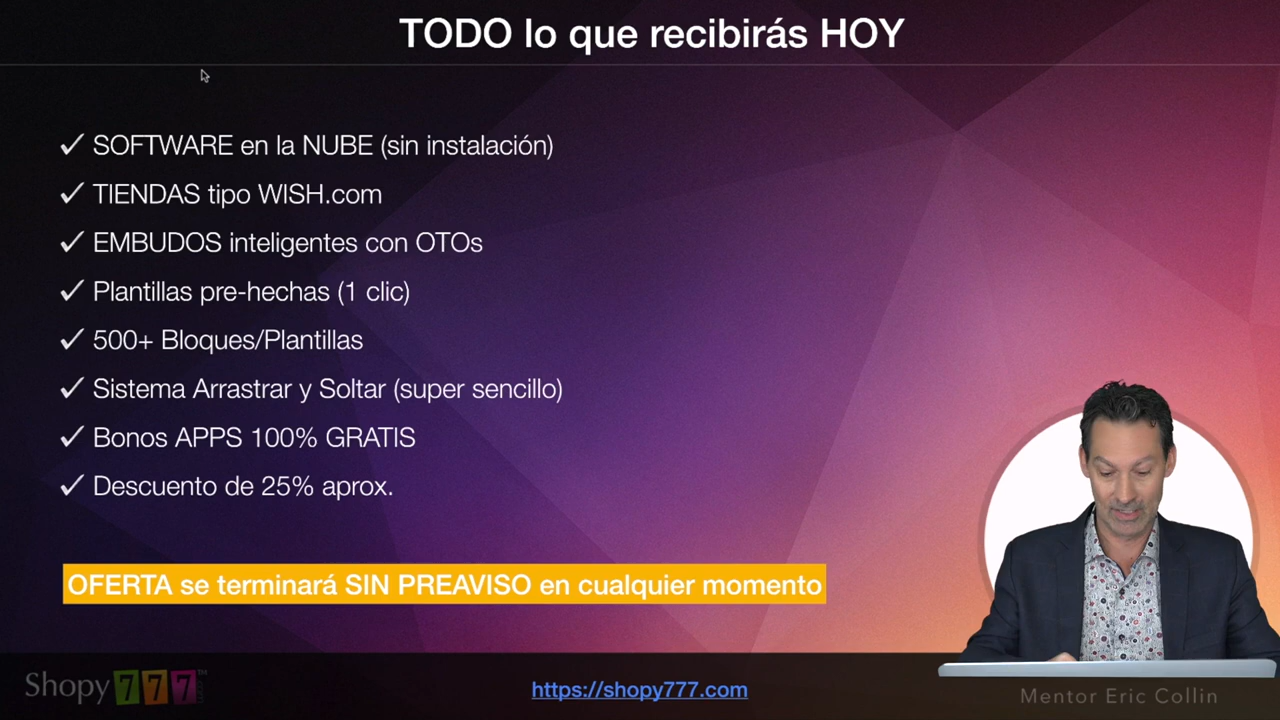 TODO lo que recibirás HOY
✓ SOFTWARE en la NUBE (sin instalación)
✓ TIENDAS tipo WISH.com
✓ EMBUDOS inteligentes con OTOs
✓ Plantillas pre-hechas (1 clic)
✓ 500+ Bloques/Plantillas
✓ Sistema Arrastrar y Soltar (super sencillo)
✓ Bonos APPS 100% GRATIS
✓ Descuento de 25% aprox.
OFERTA se terminará SIN PREAVISO en cualquier momento
Shopy777™
https://shopy777.com
Mentor Eric Collin